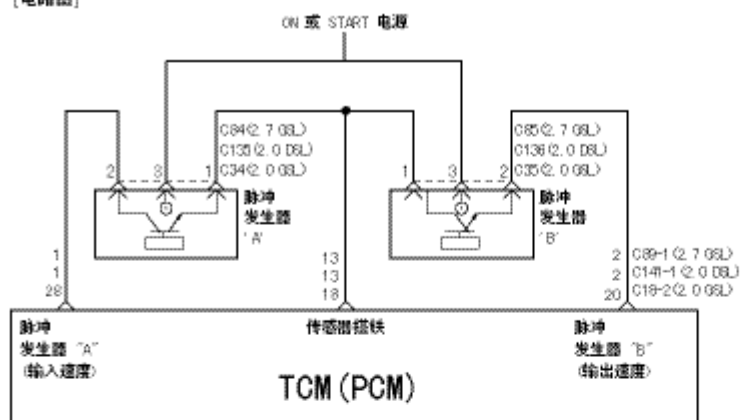 [电路图]
ON 或 START 电源
C84(2.7 GSL)
C135(2.0 DSL)
C34(2.0 GSL)
2 3 1
脉冲
发生器
'A'
C85(2.7 GSL)
C136(2.0 DSL)
C35(2.0 GSL)
1 3 2
脉冲
发生器
'B'
1
1
28
13
13
18
2 C89-1(2.7 GSL)
2 C141-1(2.0 DSL)
20 C18-2(2.0 GSL)
脉冲
发生器 "A"
(输入速度)
传感器搭铁
脉冲
发生器 "B"
(输出速度)
TCM(PCM)